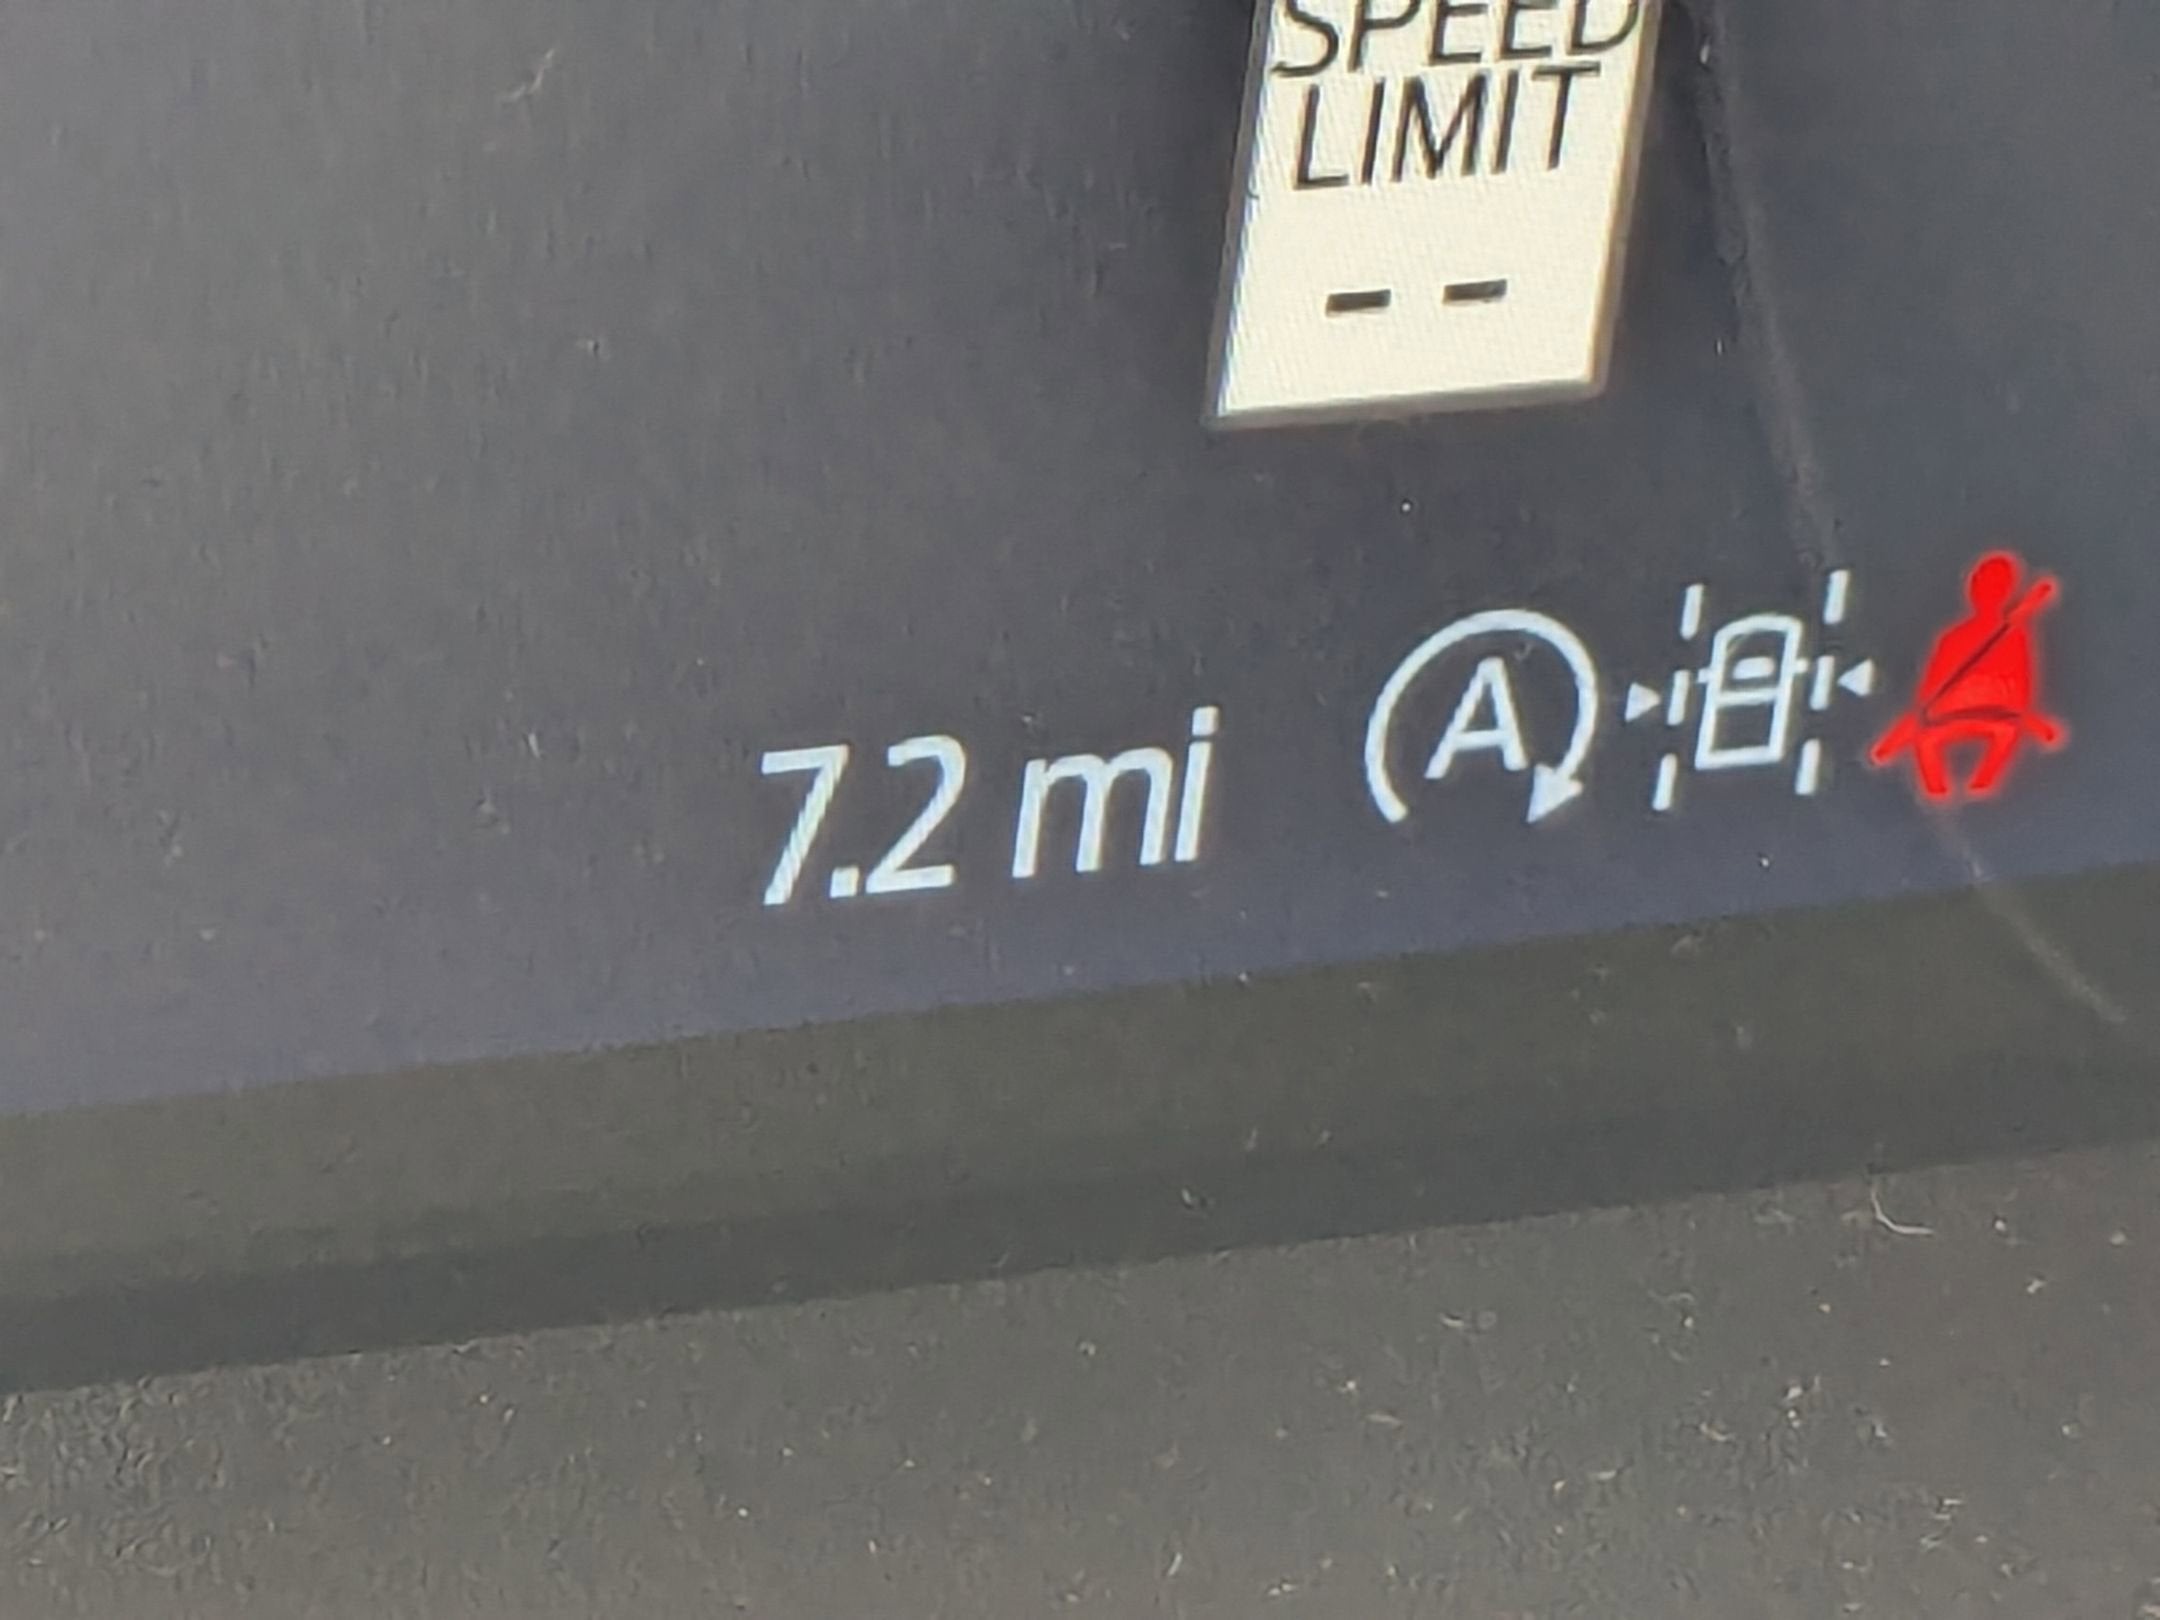 SPEED
LIMIT
--
7.2 mi
A